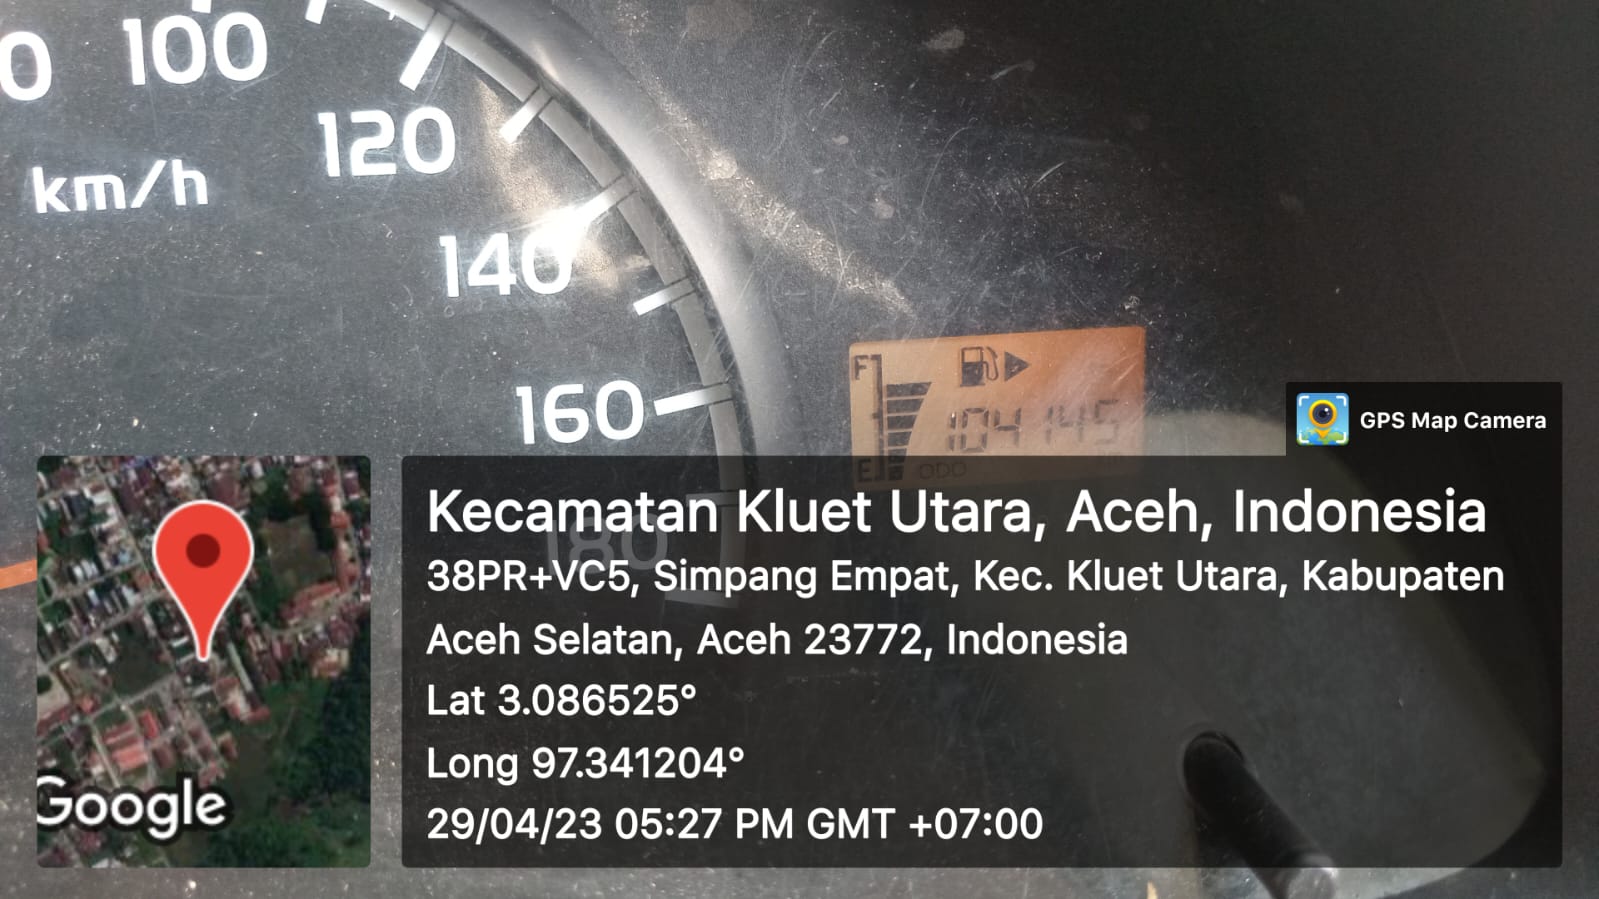 100
120
km/h
140
160
180
F
104145
E
ODO
GPS Map Camera
Kecamatan Kluet Utara, Aceh, Indonesia
38PR+VC5, Simpang Empat, Kec. Kluet Utara, Kabupaten
Aceh Selatan, Aceh 23772, Indonesia
Lat 3.086525°
Long 97.341204°
29/04/23 05:27 PM GMT +07:00
Google